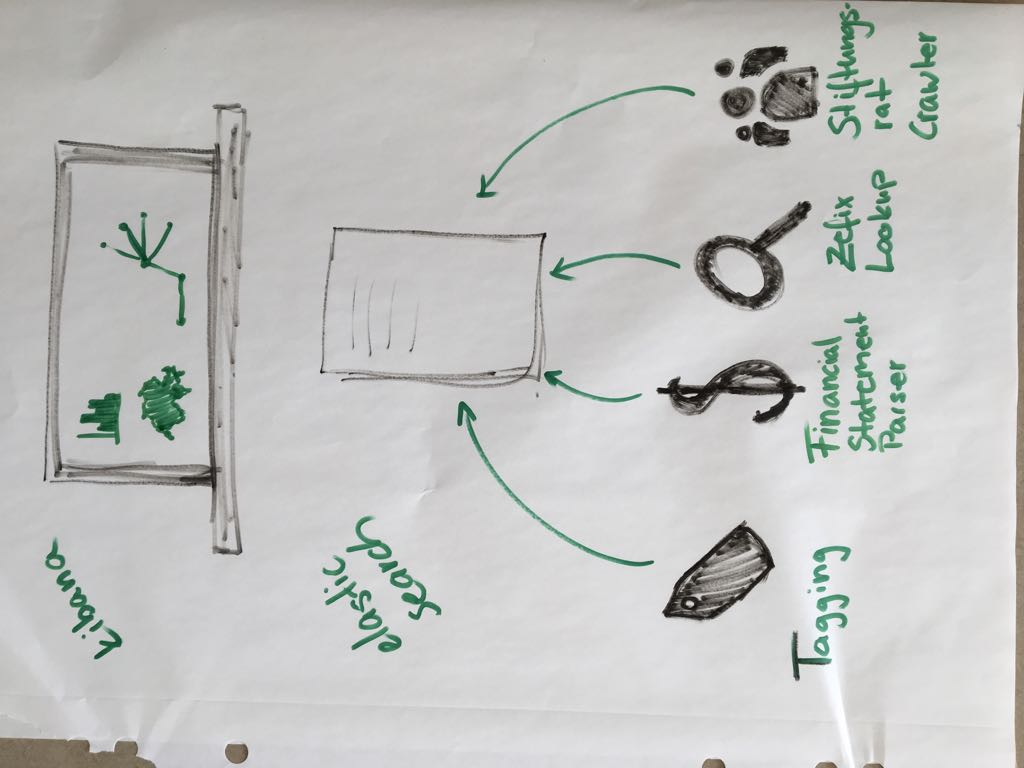 kibana
elastic
search
Tagging
Financial
Statement
Parser
Zefix
Lookup
Stiftungs-
rat
Crawler